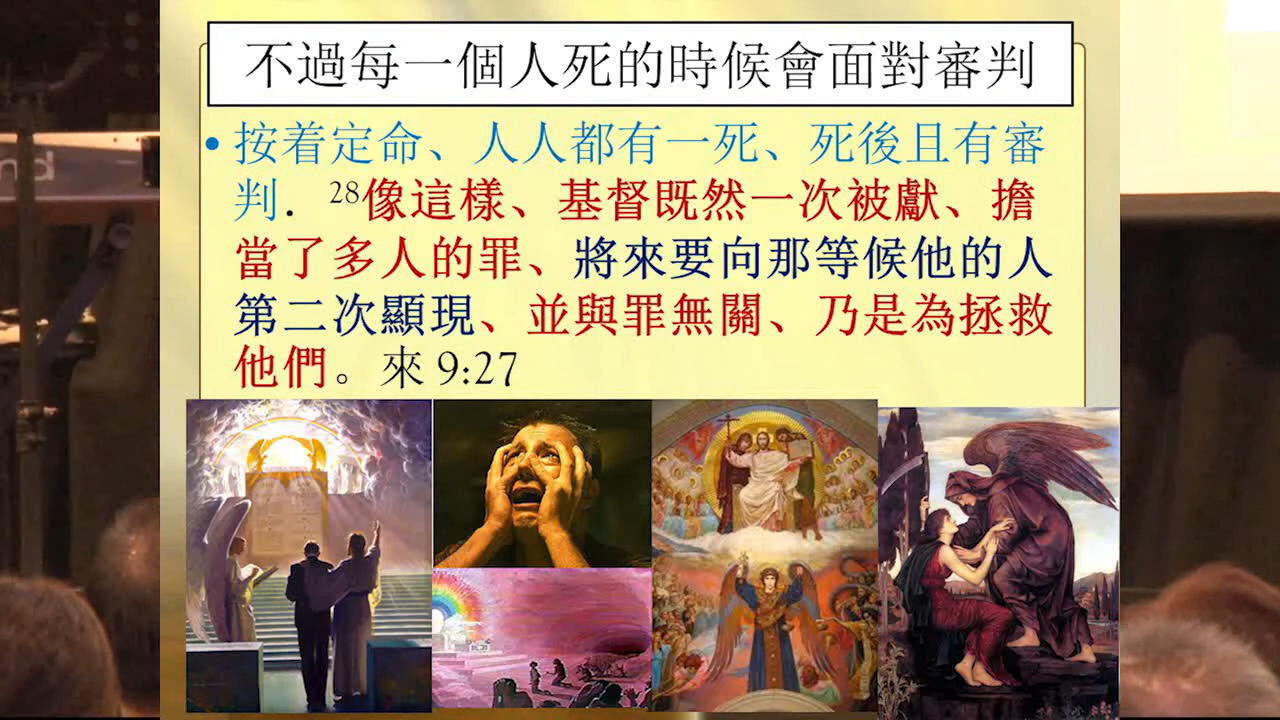 不過每一個人死的時候會面對審判
• 按着定命、人人都有一死、死後且有審
判．²⁸像這樣、基督既然一次被獻、擔
當了多人的罪、將來要向那等候他的人
第二次顯現、並與罪無關、乃是為拯救
他們。來 9:27
nd